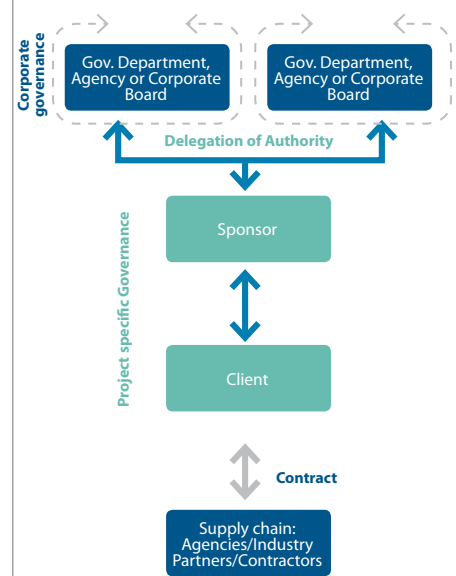 Corporate
governance
Gov. Department,
Agency or Corporate
Board
Gov. Department,
Agency or Corporate
Board
Delegation of Authority
Project specific Governance
Sponsor
Client
Contract
Supply chain:
Agencies/Industry
Partners/Contractors